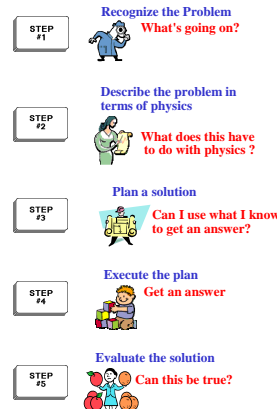 Recognize the Problem
STEP
#1
What's going on?
Describe the problem in
terms of physics
STEP
#2
What does this have
to do with physics ?
Plan a solution
STEP
#3
Can I use what I know
to get an answer?
Execute the plan
STEP
#4
Get an answer
Evaluate the solution
STEP
#5
Can this be true?